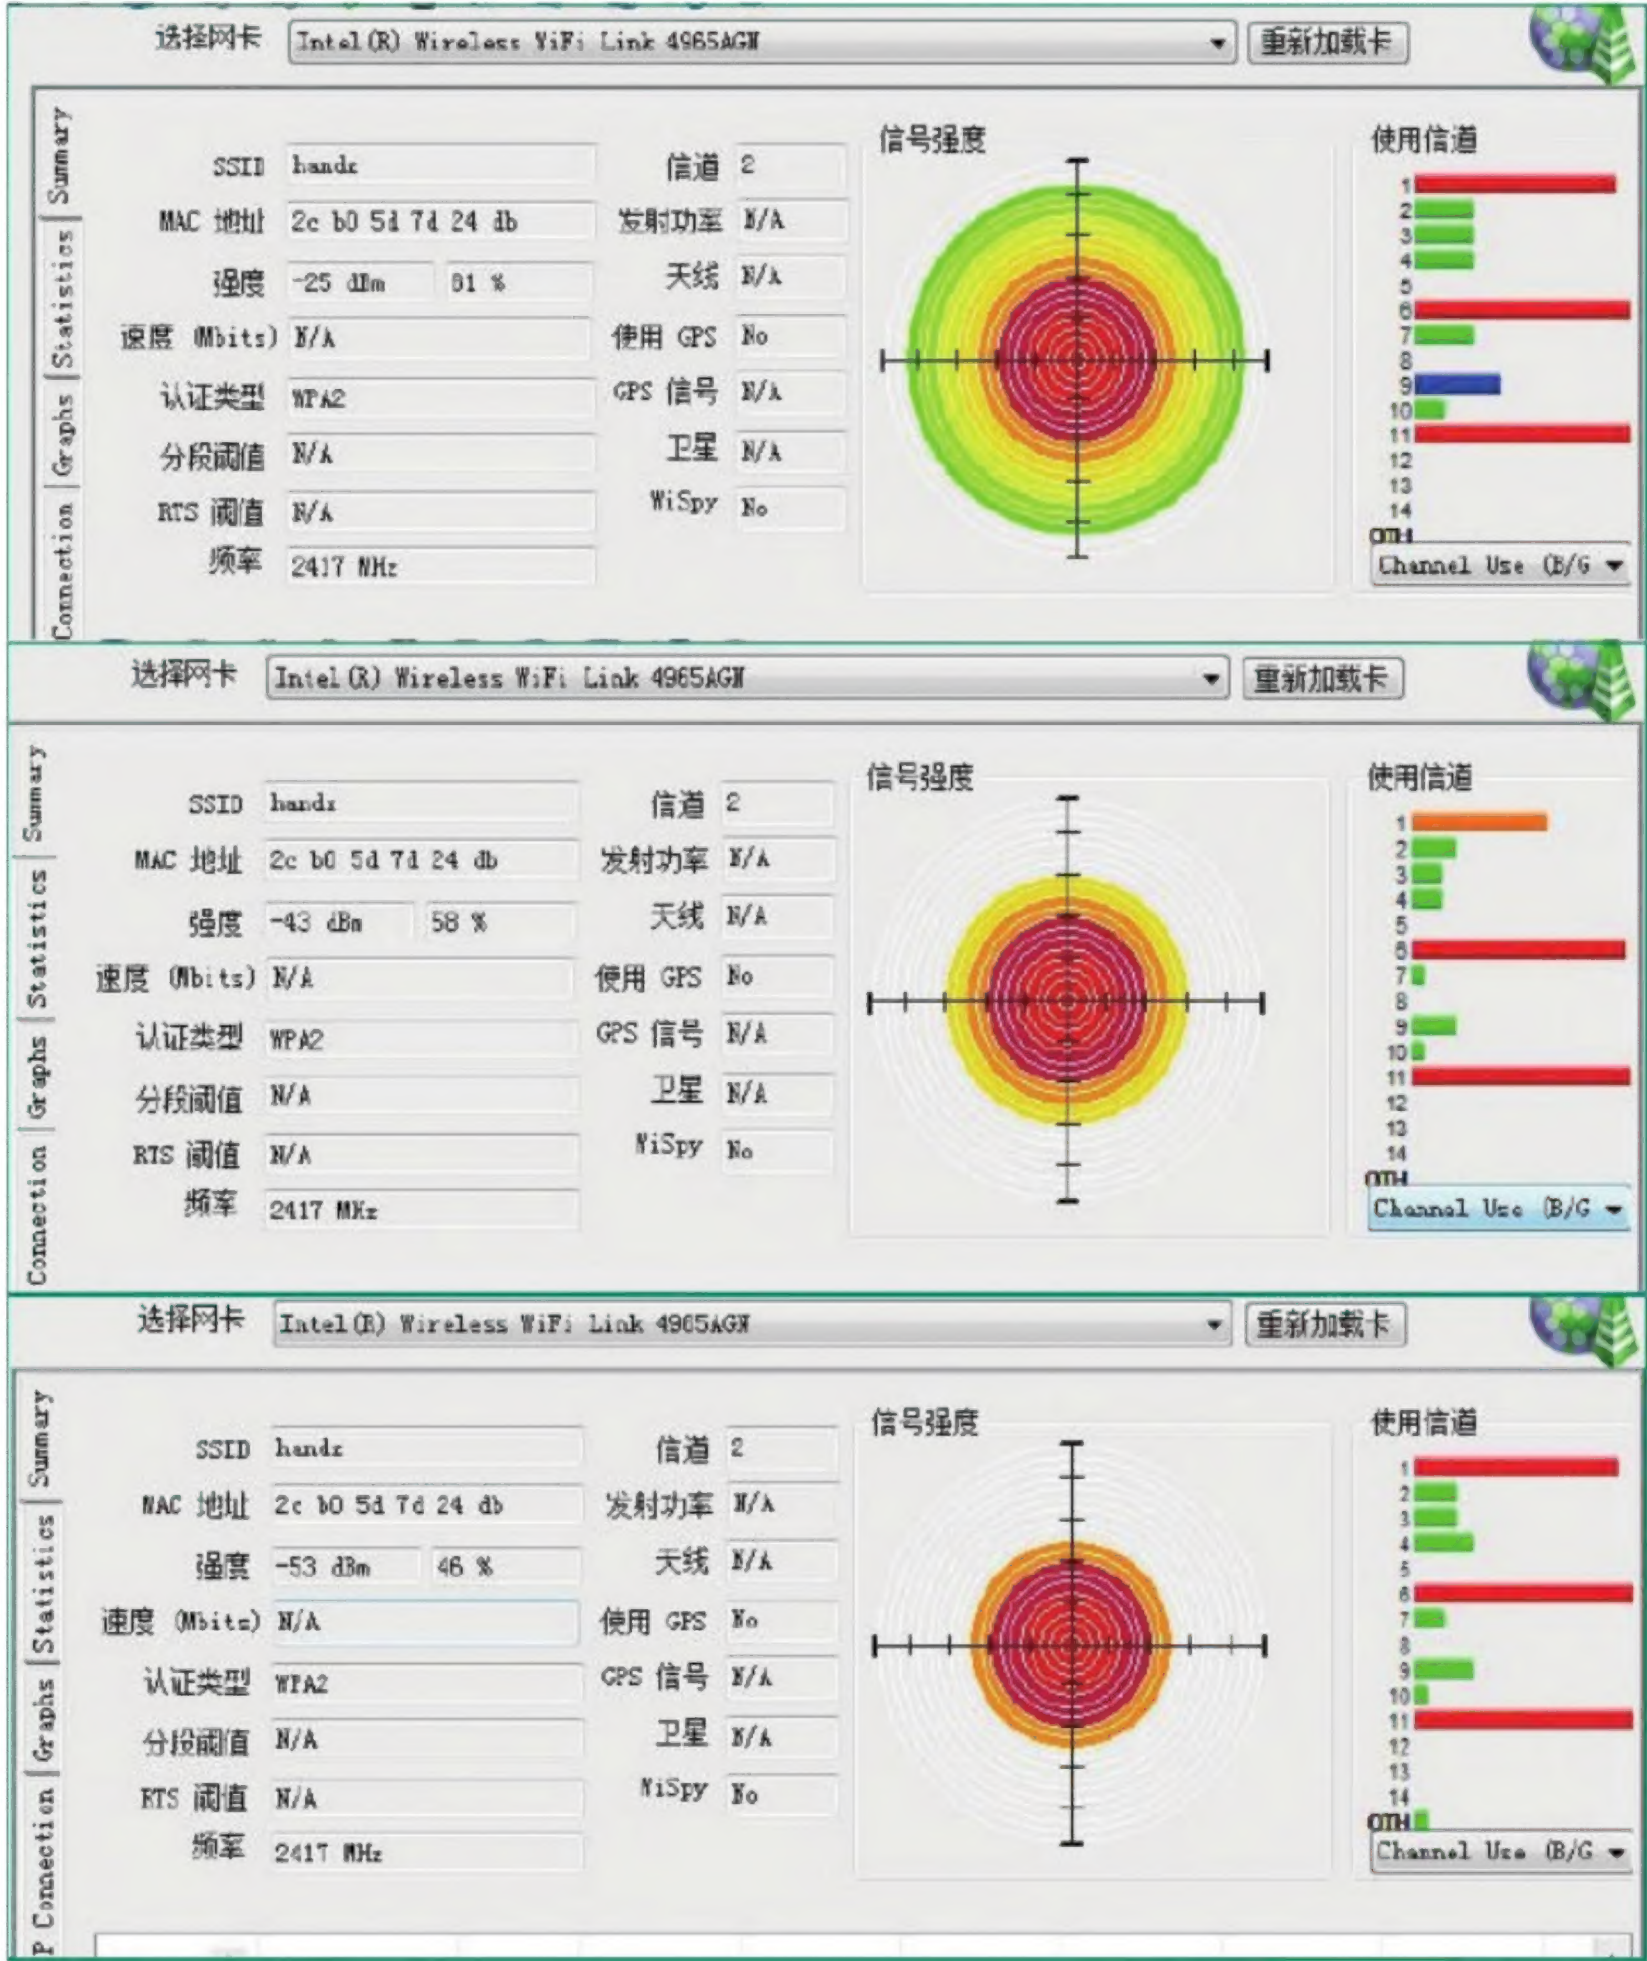 选择网卡 Intel(R) Wireless WiFi Link 4965AGN 重新加载卡
Summary
Statistics
Graphs
Connection
SSID handz 信道 2
MAC 地址 2c b0 5d 7d 24 db 发射功率 N/A
强度 -25 dBm 81 % 天线 N/A
速度 (Mbits) N/A 使用 GPS No
认证类型 WPA2 GPS 信号 N/A
分段阈值 N/A 卫星 N/A
RTS 阈值 N/A WiSpy No
频率 2417 MHz
信号强度
使用信道
1
2
3
4
5
6
7
8
9
10
11
12
13
14
OTH
Channel Use (B/G
选择网卡 Intel(R) Wireless WiFi Link 4965AGN 重新加载卡
Summary
Statistics
Graphs
Connection
SSID handz 信道 2
MAC 地址 2c b0 5d 7d 24 db 发射功率 N/A
强度 -43 dBm 58 % 天线 N/A
速度 (Mbits) N/A 使用 GPS No
认证类型 WPA2 GPS 信号 N/A
分段阈值 N/A 卫星 N/A
RTS 阈值 N/A WiSpy No
频率 2417 MHz
信号强度
使用信道
1
2
3
4
5
6
7
8
9
10
11
12
13
14
OTH
Channel Use (B/G
选择网卡 Intel(R) Wireless WiFi Link 4965AGN 重新加载卡
Summary
Statistics
Graphs
P Connection
SSID handz 信道 2
MAC 地址 2c b0 5d 7d 24 db 发射功率 N/A
强度 -53 dBm 46 % 天线 N/A
速度 (Mbits) N/A 使用 GPS No
认证类型 WPA2 GPS 信号 N/A
分段阈值 N/A 卫星 N/A
RTS 阈值 N/A WiSpy No
频率 2417 MHz
信号强度
使用信道
1
2
3
4
5
6
7
8
9
10
11
12
13
14
OTH
Channel Use (B/G